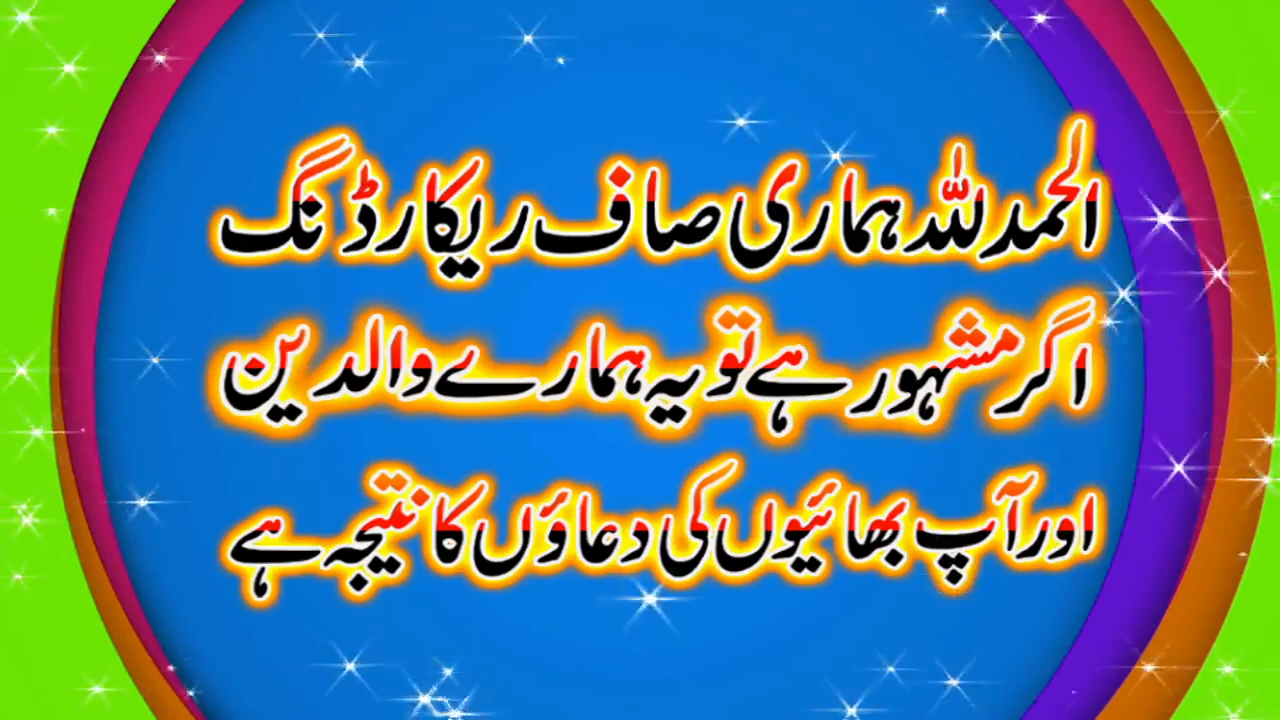 الحمدللہ ہماری صاف ریکارڈنگ
اگر مشہور ہے تو یہ ہمارے والدین
اور آپ بھائیوں کی دعاؤں کا نتیجہ ہے